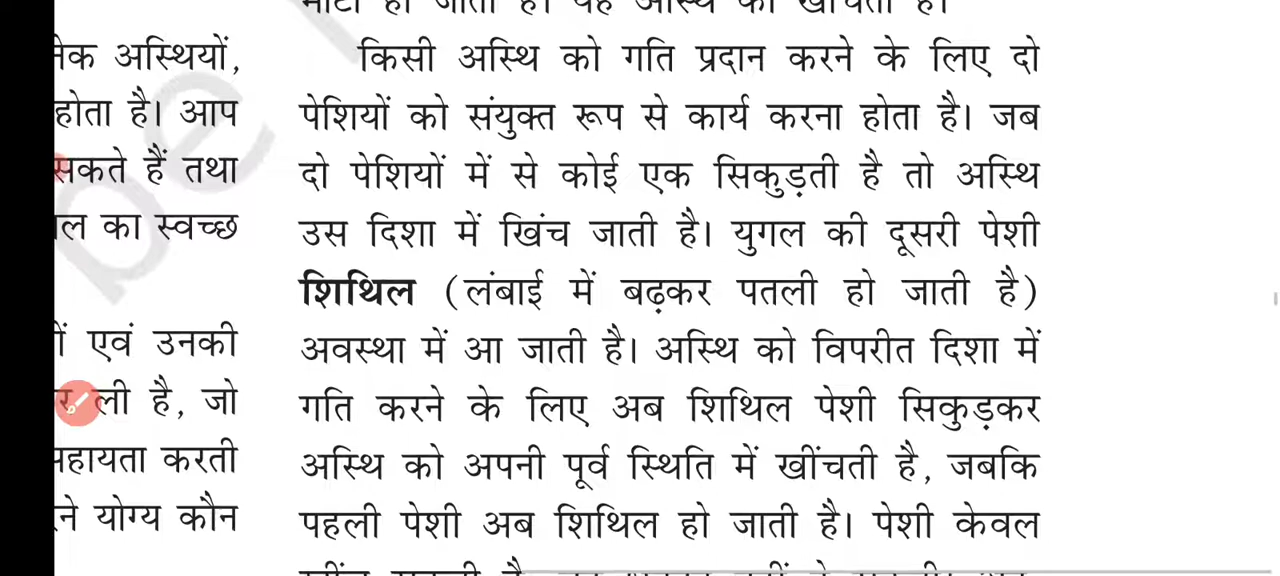 अस्थियों,
होता है। आप
सकते हैं तथा
का स्वच्छ
एवं उनकी
ली है, जो
करती
योग्य कौन
किसी अस्थि को गति प्रदान करने के लिए दो
पेशियों को संयुक्त रूप से कार्य करना होता है। जब
दो पेशियों में से कोई एक सिकुड़ती है तो अस्थि
उस दिशा में खिंच जाती है। युगल की दूसरी पेशी
शिथिल (लंबाई में बढ़कर पतली हो जाती है)
अवस्था में आ जाती है। अस्थि को विपरीत दिशा में
गति करने के लिए अब शिथिल पेशी सिकुड़कर
अस्थि को अपनी पूर्व स्थिति में खींचती है, जबकि
पहली पेशी अब शिथिल हो जाती है। पेशी केवल